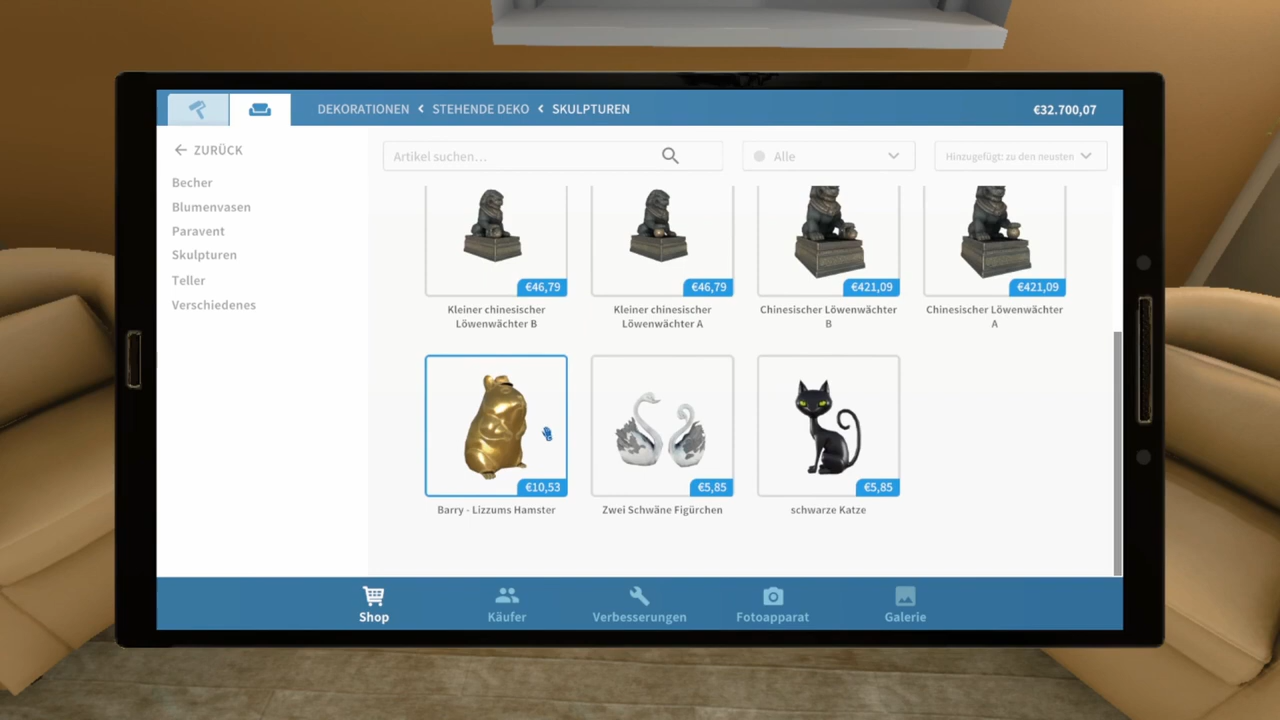 DEKORATIONEN < STEHENDE DEKO < SKULPTUREN
€32.700,07
← ZURÜCK
Becher
Blumenvasen
Paravent
Skulpturen
Teller
Verschiedenes
Artikel suchen...
Alle
Hinzugefügt: zu den neusten
€46,79
€46,79
€421,09
€421,09
Kleiner chinesischer
Löwenwächter B
Kleiner chinesischer
Löwenwächter A
Chinesischer Löwenwächter
B
Chinesischer Löwenwächter
A
€10,53
€5,85
€5,85
Barry - Lizzums Hamster
Zwei Schwäne Figürchen
schwarze Katze
Shop
Käufer
Verbesserungen
Fotoapparat
Galerie